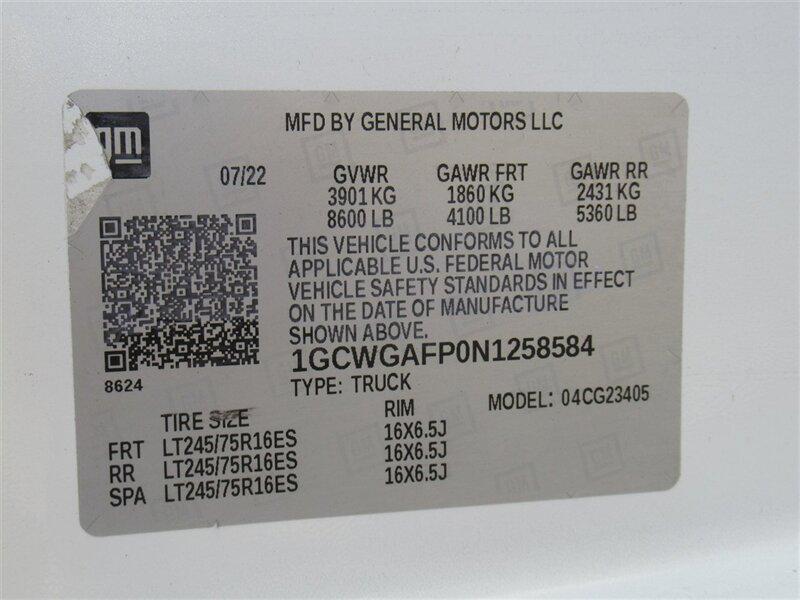 gm
MFD BY GENERAL MOTORS LLC
07/22 GVWR GAWR FRT GAWR RR
3901 KG 1860 KG 2431 KG
8600 LB 4100 LB 5360 LB
THIS VEHICLE CONFORMS TO ALL
APPLICABLE U.S. FEDERAL MOTOR
VEHICLE SAFETY STANDARDS IN EFFECT
ON THE DATE OF MANUFACTURE
SHOWN ABOVE.
1GCWGAFP0N1258584
8624
TYPE: TRUCK
MODEL: 04CG23405
TIRE SIZE RIM
FRT LT245/75R16ES 16X6.5J
RR LT245/75R16ES 16X6.5J
SPA LT245/75R16ES 16X6.5J